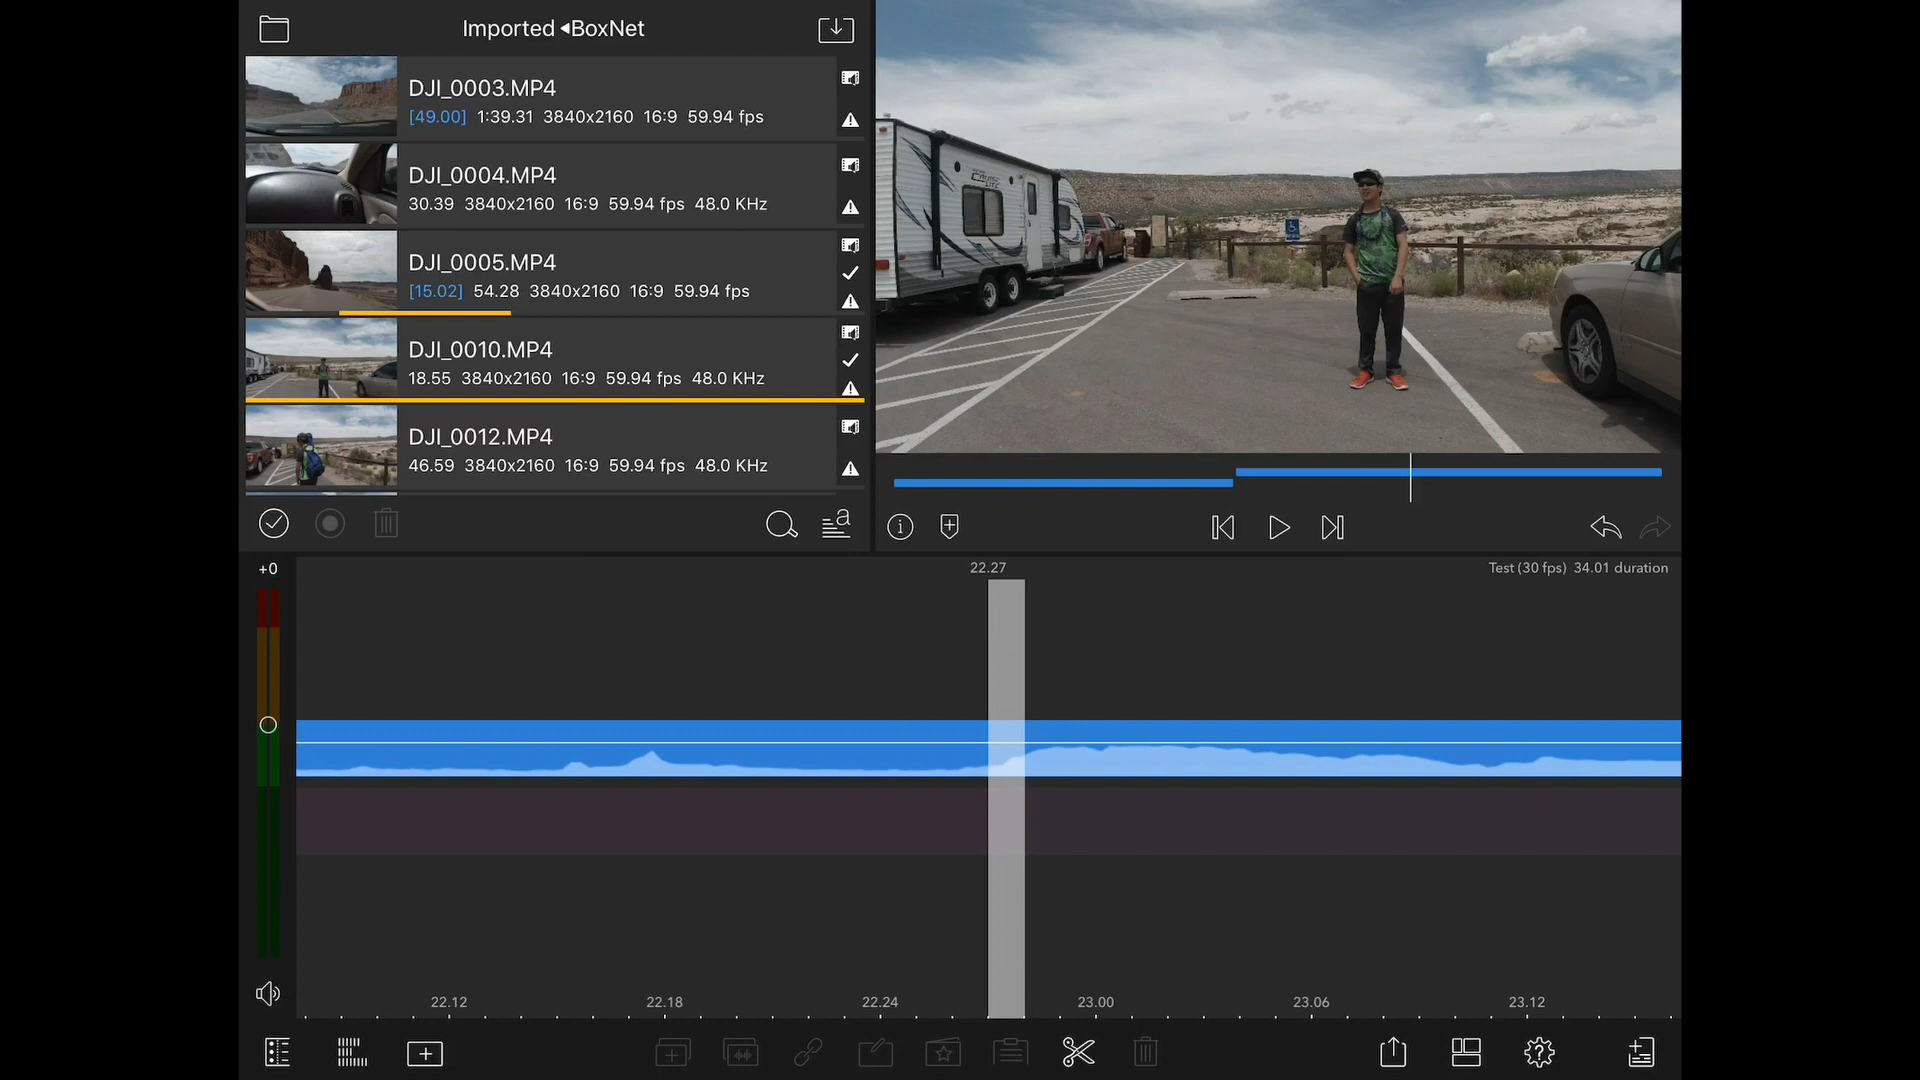 Imported ◂BoxNet
DJI_0003.MP4
[49.00] 1:39.31 3840x2160 16:9 59.94 fps
DJI_0004.MP4
30.39 3840x2160 16:9 59.94 fps 48.0 KHz
DJI_0005.MP4
[15.02] 54.28 3840x2160 16:9 59.94 fps
DJI_0010.MP4
18.55 3840x2160 16:9 59.94 fps 48.0 KHz
DJI_0012.MP4
46.59 3840x2160 16:9 59.94 fps 48.0 KHz
+0
22.27
Test (30 fps) 34.01 duration
22.12 22.18 22.24 23.00 23.06 23.12